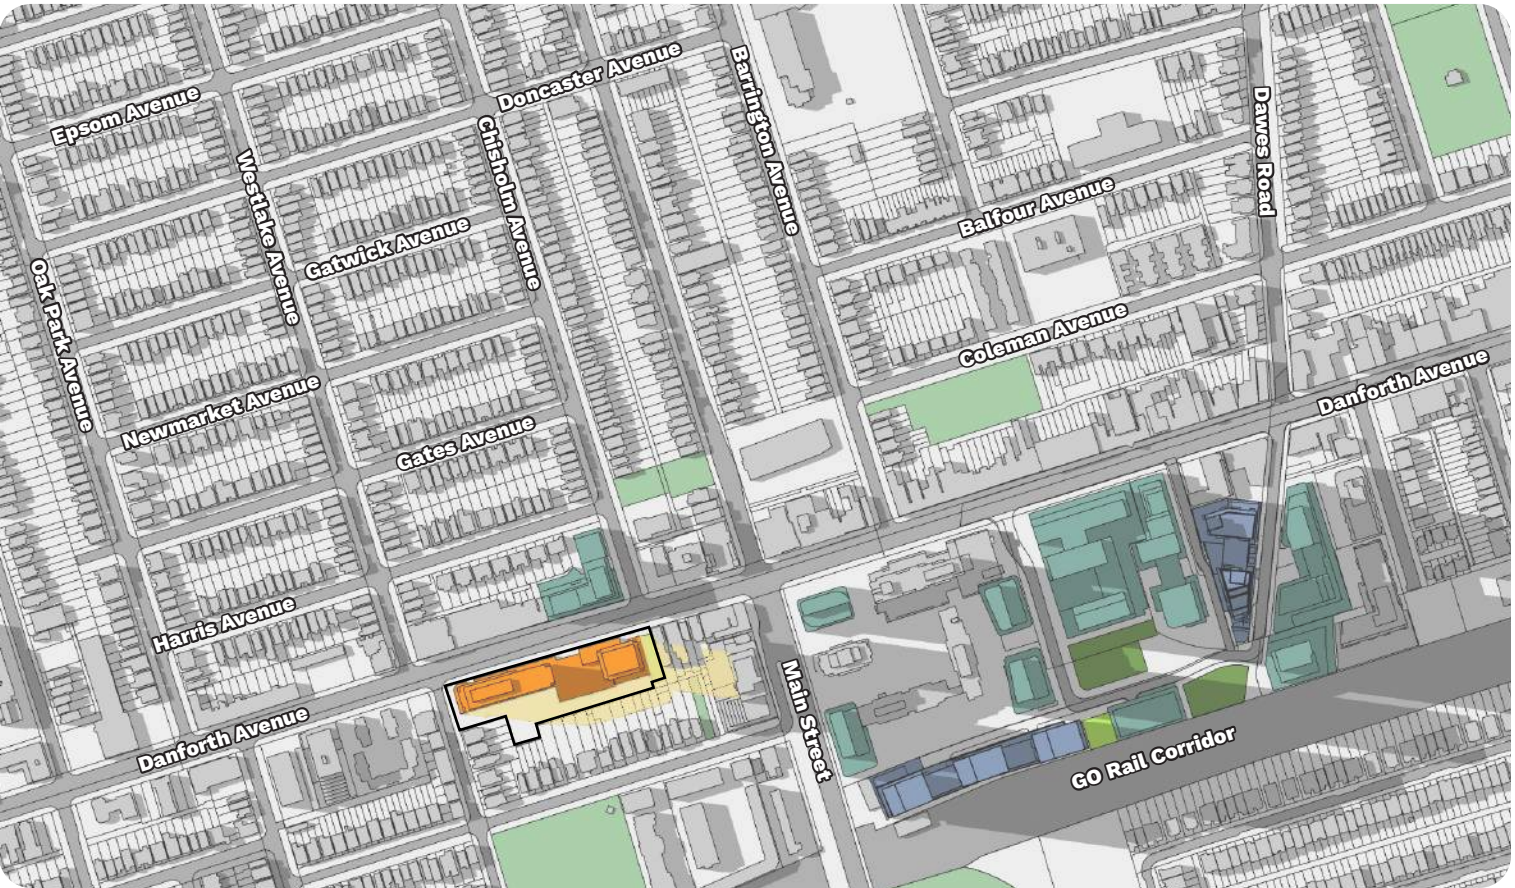 Doncaster Avenue
Epsom Avenue
Barrington Avenue
Dawes Road
Chisholm Avenue
Westlake Avenue
Balfour Avenue
Gatwick Avenue
Oak Park Avenue
Coleman Avenue
Danforth Avenue
Newmarket Avenue
Gates Avenue
Harris Avenue
Main Street
Danforth Avenue
GO Rail Corridor